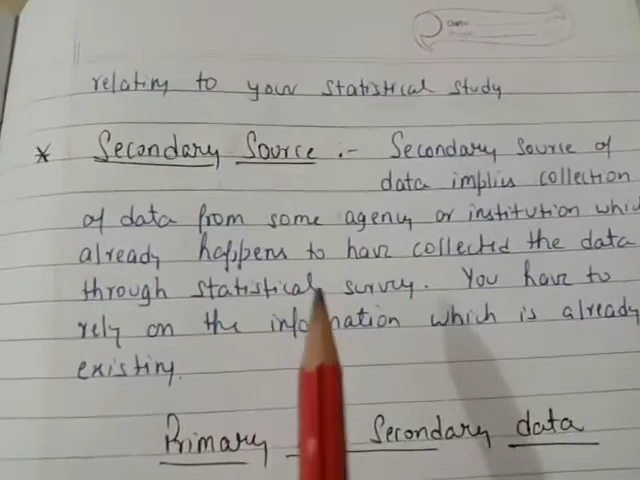 Date
relating to your statistical study
* Secondary Source :- Secondary source of
data implies collection
of data from some agency or institution which
already happens to have collected the data
through statistical survey. You have to
rely on the information which is already
existing.
Primary Secondary data